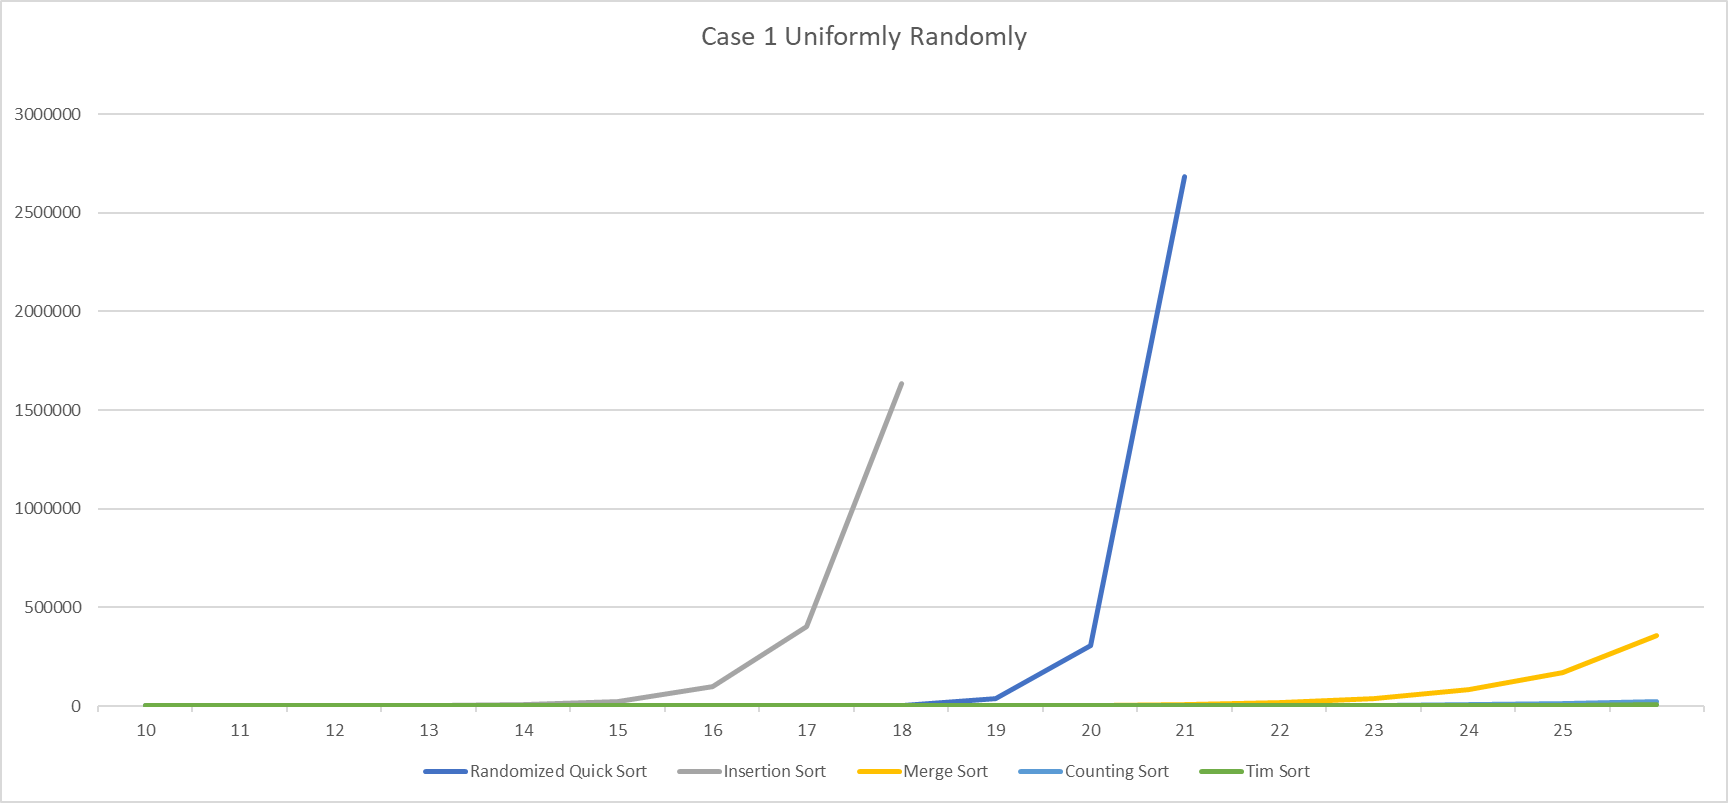 Case 1 Uniformly Randomly
3000000
2500000
2000000
1500000
1000000
500000
0
10 11 12 13 14 15 16 17 18 19 20 21 22 23 24 25
Randomized Quick Sort Insertion Sort Merge Sort Counting Sort Tim Sort